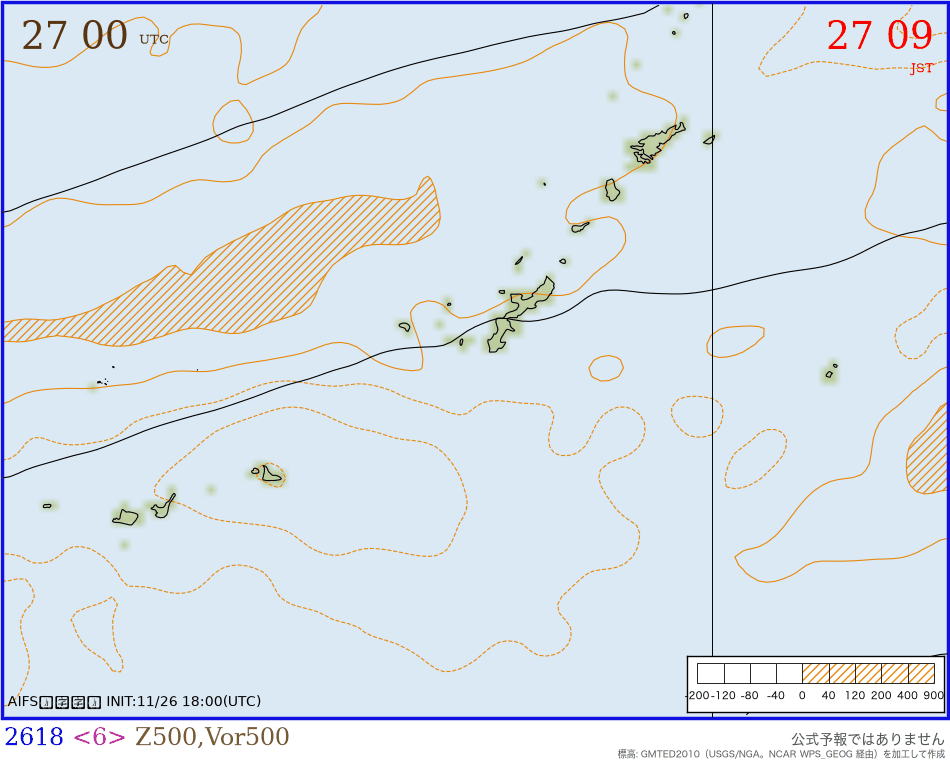 27 00 UTC
27 09
JST
-200 -120 -80 -40 0 40 120 200 400 900
AIFS INIT:11/26 18:00(UTC)
2618 <6> Z500,Vor500
公式予報ではありません
標高: GMTED2010（USGS/NGA。NCAR WPS_GEOG 経由）を加工して作成